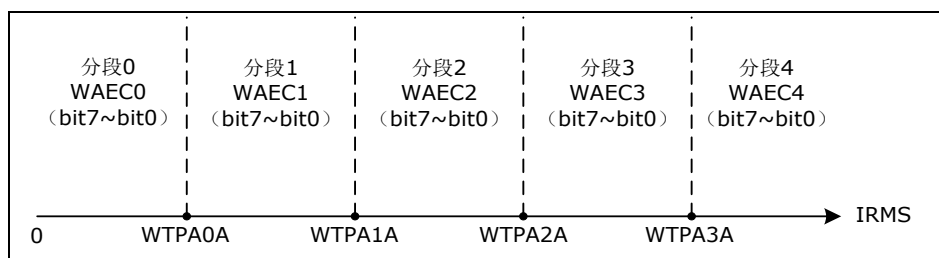 分段0
WAEC0
（bit7~bit0）
分段1
WAEC1
（bit7~bit0）
分段2
WAEC2
（bit7~bit0）
分段3
WAEC3
（bit7~bit0）
分段4
WAEC4
（bit7~bit0）
0
WTPA0A
WTPA1A
WTPA2A
WTPA3A
IRMS